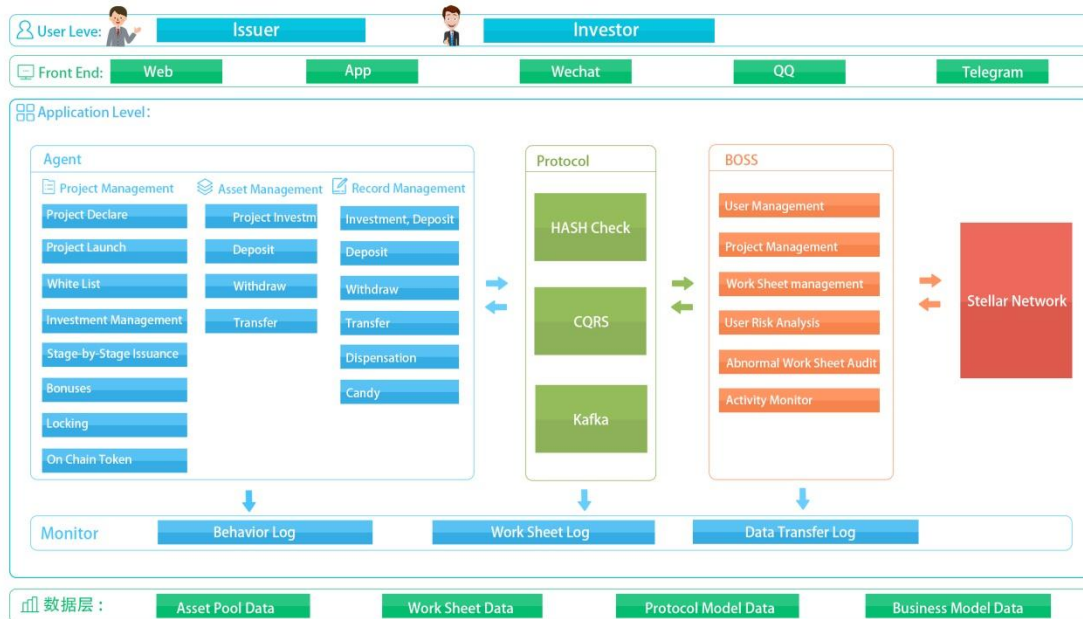 User Leve:
Issuer
Investor
Front End:
Web
App
Wechat
QQ
Telegram
Application Level:
Agent
Project Management
Project Declare
Project Launch
White List
Investment Management
Stage-by-Stage Issuance
Bonuses
Locking
On Chain Token
Asset Management
Project Investm
Deposit
Withdraw
Transfer
Record Management
Investment, Deposit
Deposit
Withdraw
Transfer
Dispensation
Candy
Protocol
HASH Check
CQRS
Kafka
BOSS
User Management
Project Management
Work Sheet management
User Risk Analysis
Abnormal Work Sheet Audit
Activity Monitor
Stellar Network
Monitor
Behavior Log
Work Sheet Log
Data Transfer Log
数据层：
Asset Pool Data
Work Sheet Data
Protocol Model Data
Business Model Data